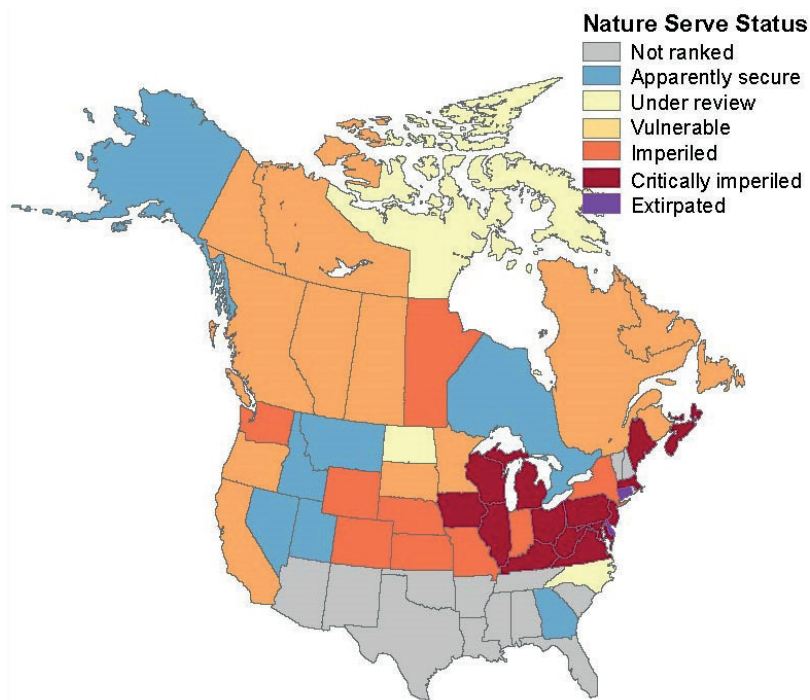 Nature Serve Status
Not ranked
Apparently secure
Under review
Vulnerable
Imperiled
Critically imperiled
Extirpated